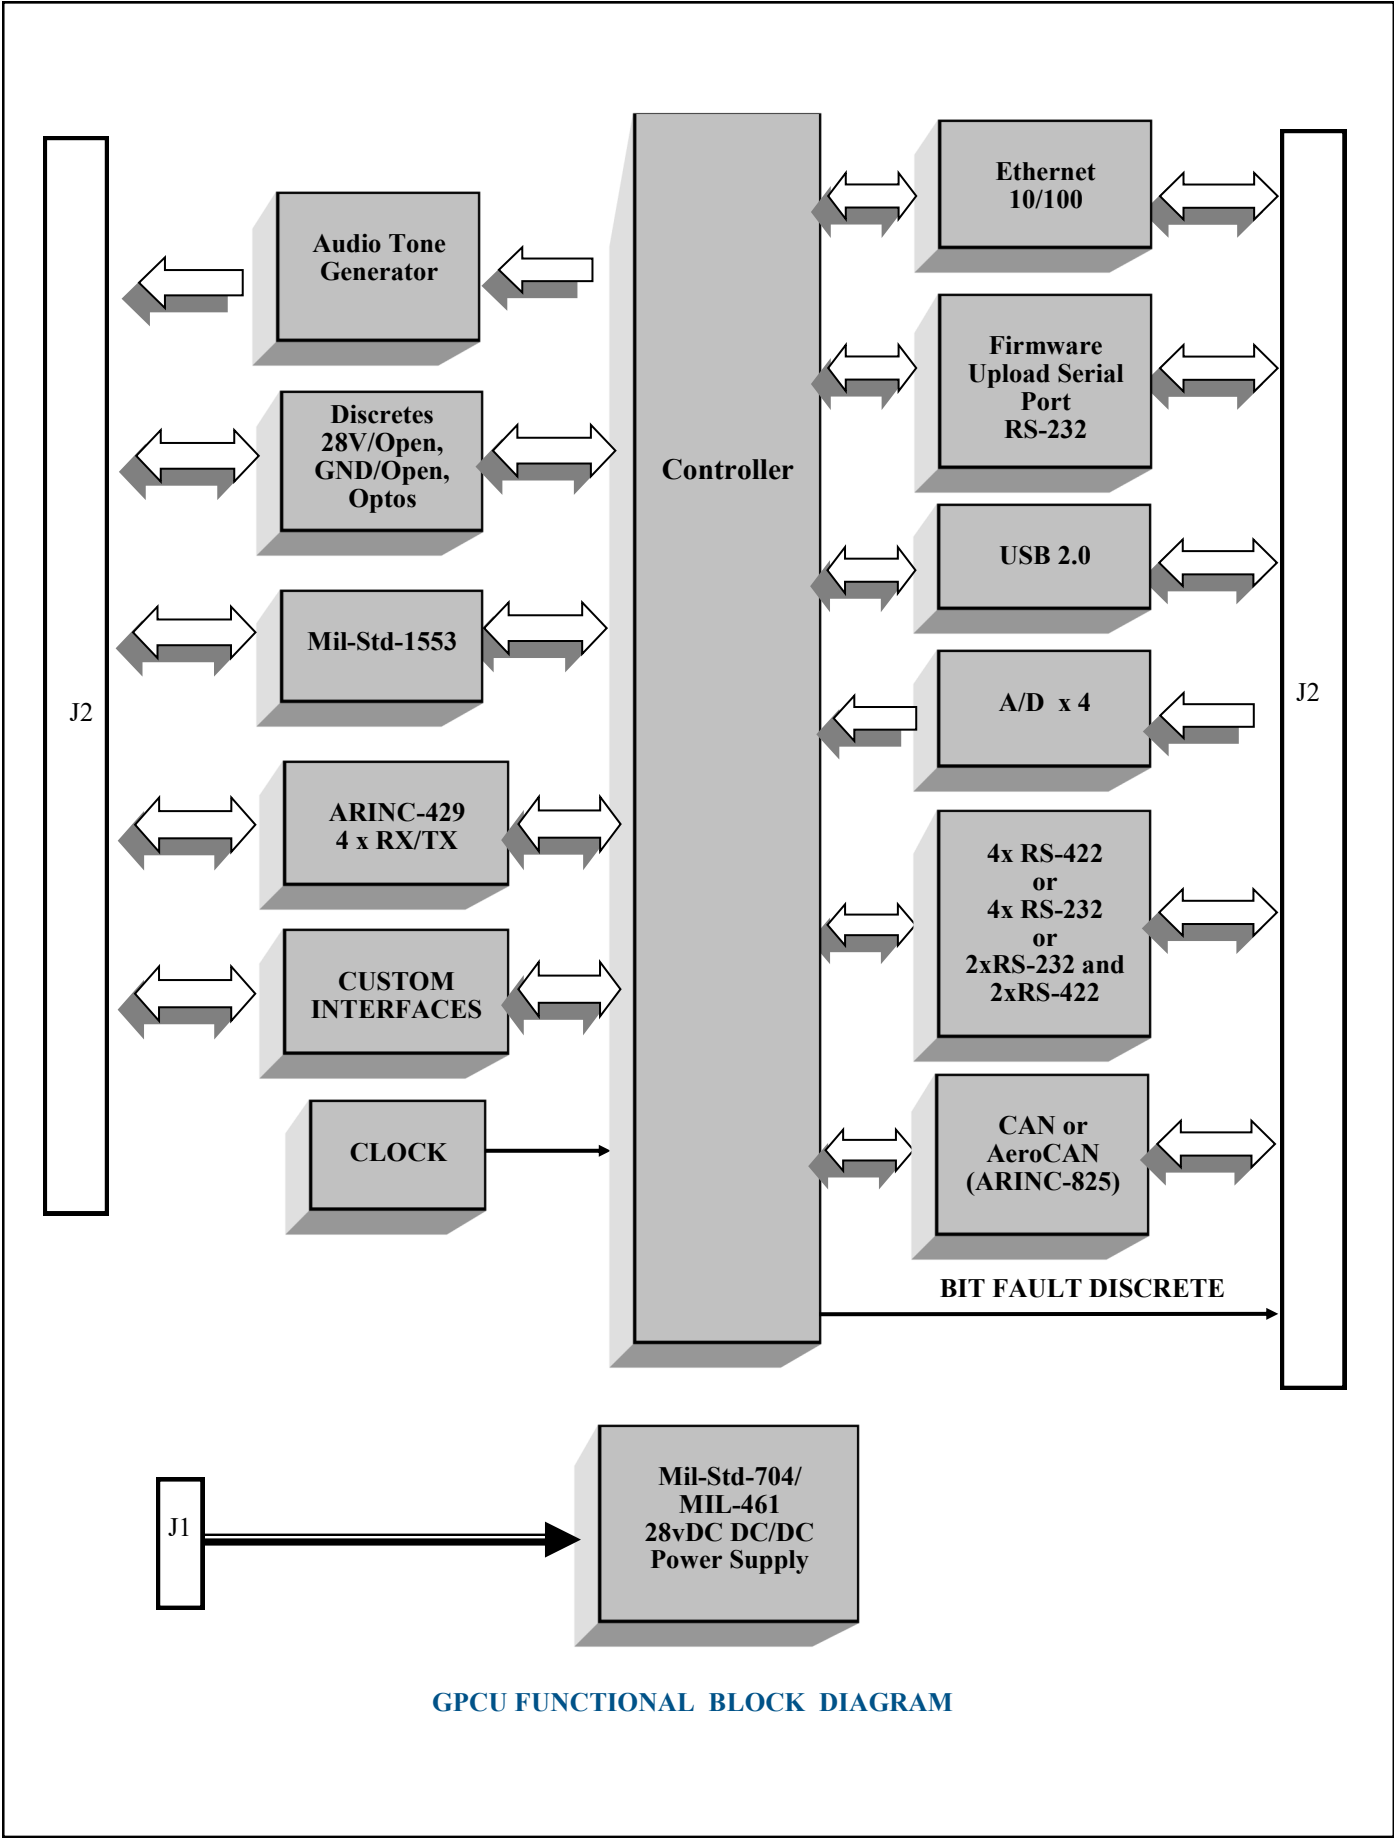 J2
Audio Tone
Generator
Discretes
28V/Open,
GND/Open,
Optos
Mil-Std-1553
ARINC-429
4 x RX/TX
CUSTOM
INTERFACES
CLOCK
Controller
Ethernet
10/100
Firmware
Upload Serial
Port
RS-232
USB 2.0
A/D  x 4
4x RS-422
or
4x RS-232
or
2xRS-232 and
2xRS-422
CAN or
AeroCAN
(ARINC-825)
BIT FAULT DISCRETE
J2
J1
Mil-Std-704/
MIL-461
28vDC DC/DC
Power Supply
GPCU FUNCTIONAL  BLOCK  DIAGRAM